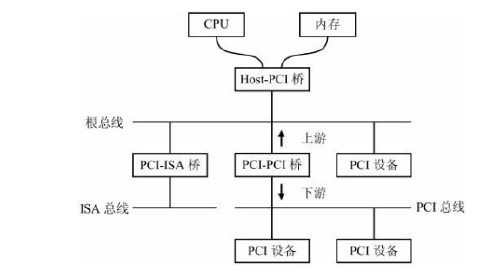 CPU 内存
Host-PCI 桥
根总线
上游
PCI-ISA 桥 PCI-PCI 桥 PCI 设备
下游
ISA 总线 PCI 总线
PCI 设备 PCI 设备